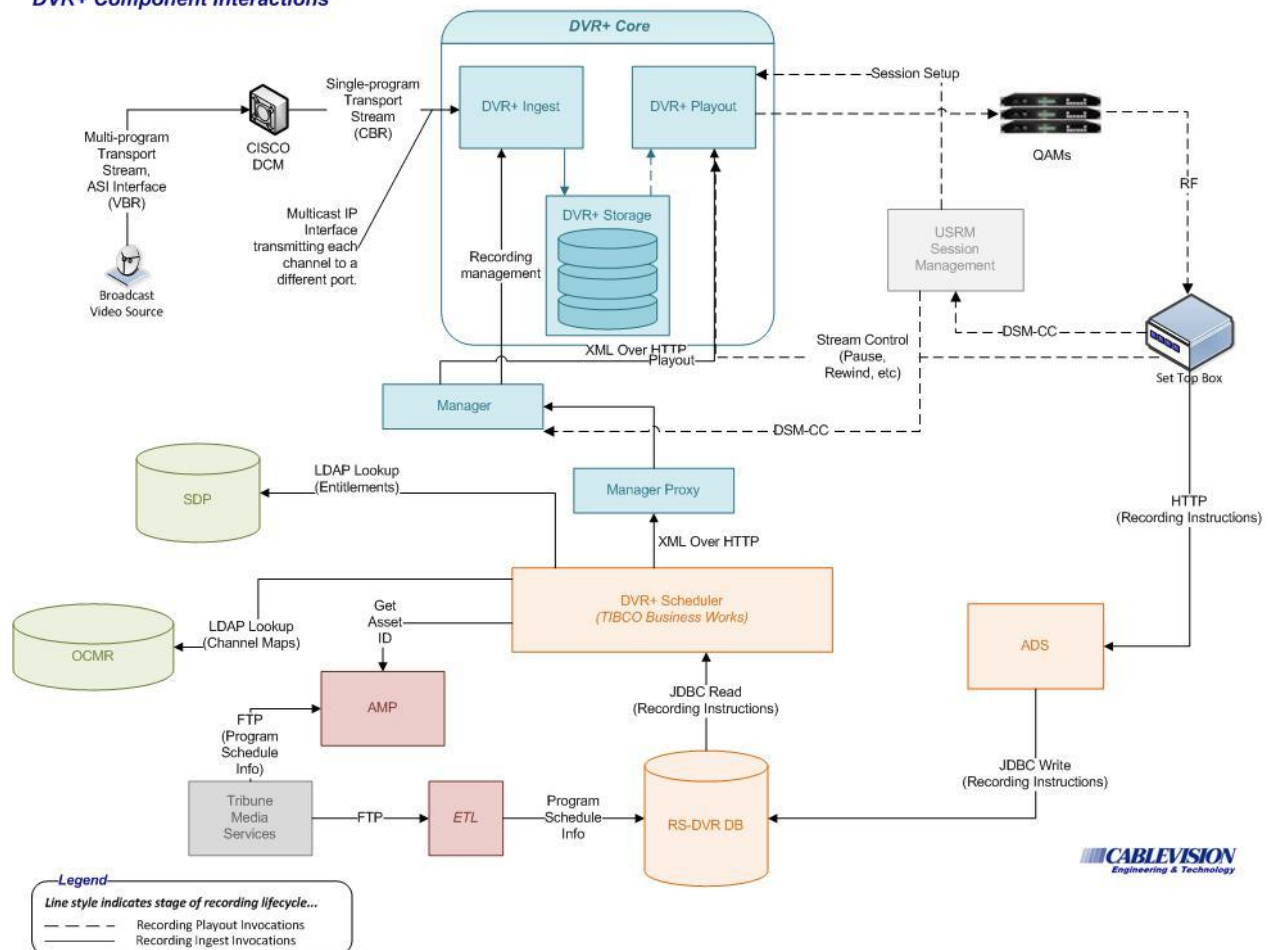 DVR+ Component Interactions
DVR+ Core
DVR+ Ingest
DVR+ Playout
DVR+ Storage
Single-program
Transport
Stream
(CBR)
CISCO
DCM
Multi-program
Transport
Stream,
ASI Interface
(VBR)
Broadcast
Video Source
Multicast IP
Interface
transmitting each
channel to a
different port.
Recording
management
Session Setup
QAMs
RF
USRM
Session
Management
DSM-CC
Set Top Box
Stream Control
(Pause,
Rewind, etc)
XML Over HTTP
Playout
Manager
DSM-CC
Manager Proxy
XML Over HTTP
SDP
LDAP Lookup
(Entitlements)
HTTP
(Recording Instructions)
DVR+ Scheduler
(TIBCO Business Works)
OCMR
LDAP Lookup
(Channel Maps)
Get
Asset
ID
ADS
AMP
JDBC Read
(Recording Instructions)
FTP
(Program
Schedule
Info)
JDBC Write
(Recording Instructions)
Tribune
Media
Services
FTP
ETL
Program
Schedule
Info
RS-DVR DB
CABLEVISION
Engineering & Technology
Legend
Line style indicates stage of recording lifecycle...
Recording Playout Invocations
Recording Ingest Invocations